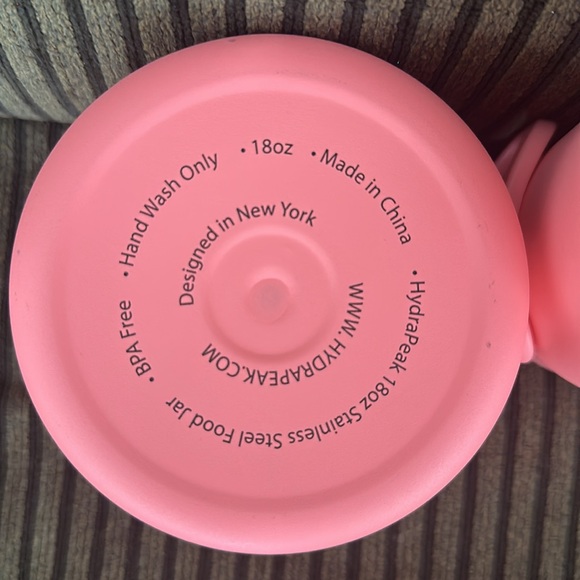 • 18oz
• Made in China
• HydraPeak 18oz Stainless Steel Food Jar
• BPA Free
• Hand Wash Only
Designed in New York
WWW.HYDRAPEAK.COM